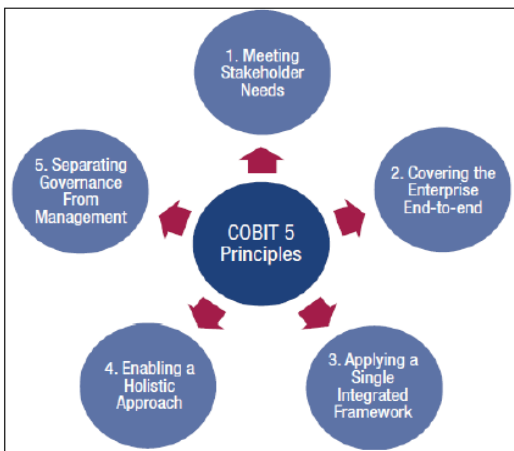 1. Meeting
Stakeholder
Needs
5. Separating
Governance
From
Management
2. Covering the
Enterprise
End-to-end
COBIT 5
Principles
4. Enabling a
Holistic
Approach
3. Applying a
Single
Integrated
Framework